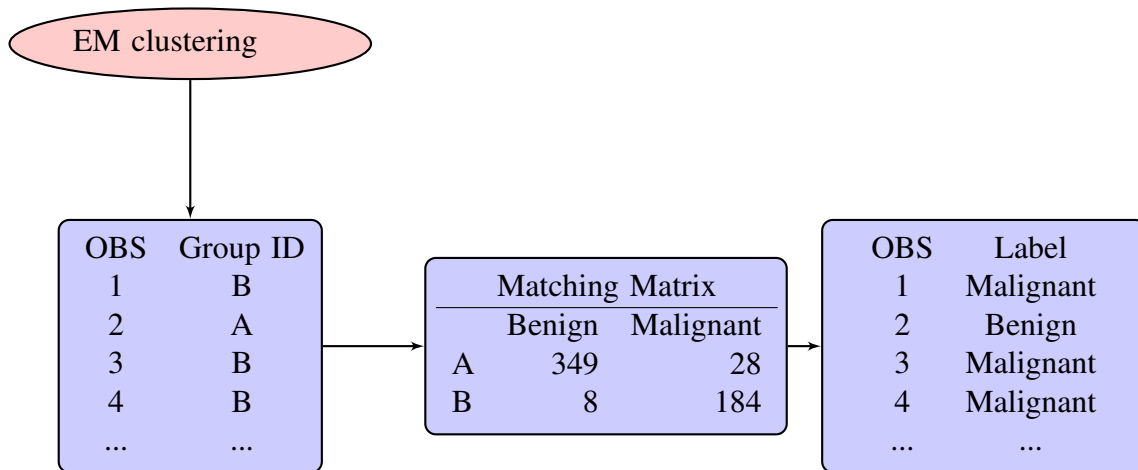 EM clustering
OBS Group ID
1 B
2 A
3 B
4 B
... ...
Matching Matrix
Benign Malignant
A 349 28
B 8 184
OBS Label
1 Malignant
2 Benign
3 Malignant
4 Malignant
... ...